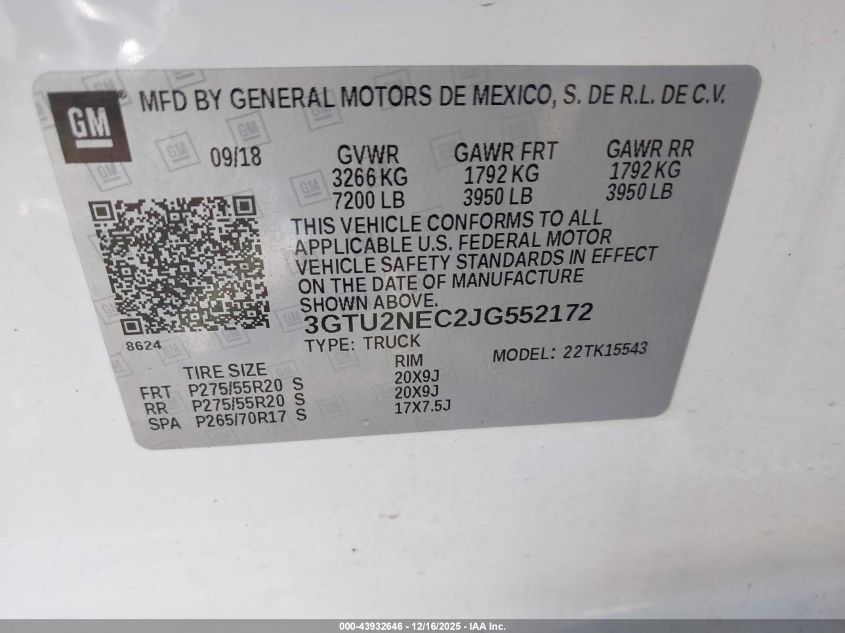 GM
MFD BY GENERAL MOTORS DE MEXICO, S. DE R.L. DE C.V.
09/18 GVWR GAWR FRT GAWR RR
3266 KG 1792 KG 1792 KG
7200 LB 3950 LB 3950 LB
THIS VEHICLE CONFORMS TO ALL
APPLICABLE U.S. FEDERAL MOTOR
VEHICLE SAFETY STANDARDS IN EFFECT
ON THE DATE OF MANUFACTURE
SHOWN ABOVE.
3GTU2NEC2JG552172
8624
TYPE: TRUCK MODEL: 22TK15543
TIRE SIZE RIM
FRT P275/55R20 S 20X9J
RR P275/55R20 S 20X9J
SPA P265/70R17 S 17X7.5J
000-43932646 - 12/16/2025 - IAA Inc.